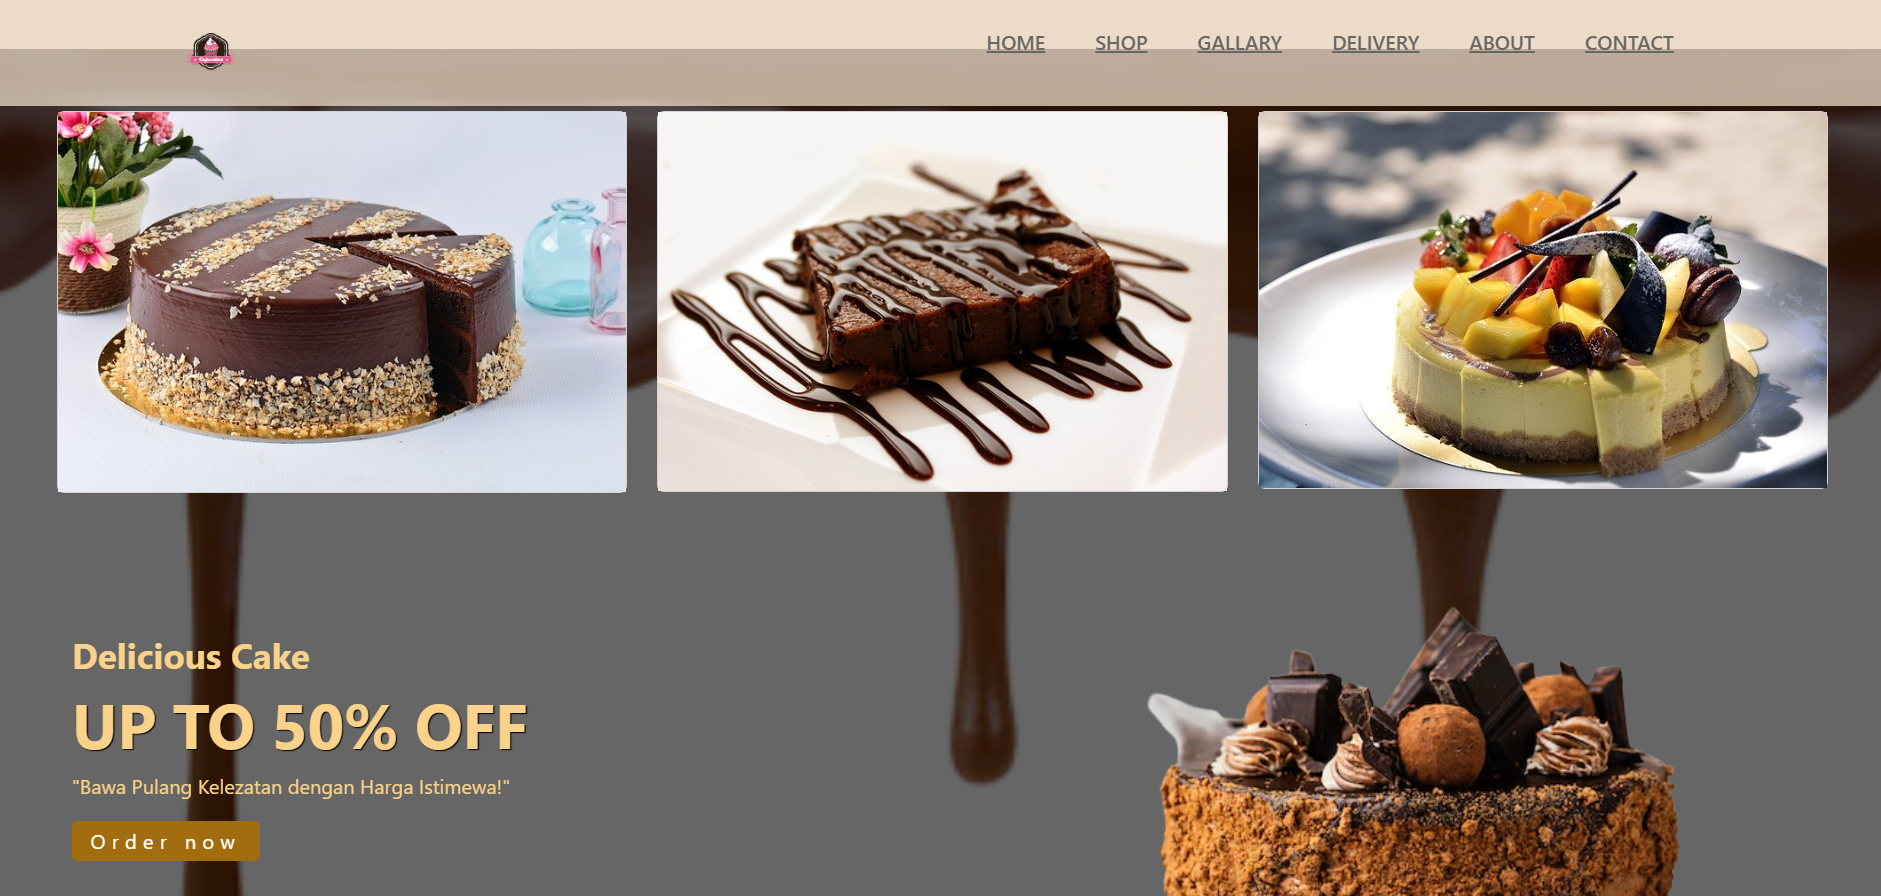 HOME SHOP GALLARY DELIVERY ABOUT CONTACT
Delicious Cake
UP TO 50% OFF
"Bawa Pulang Kelezatan dengan Harga Istimewa!"
Order now